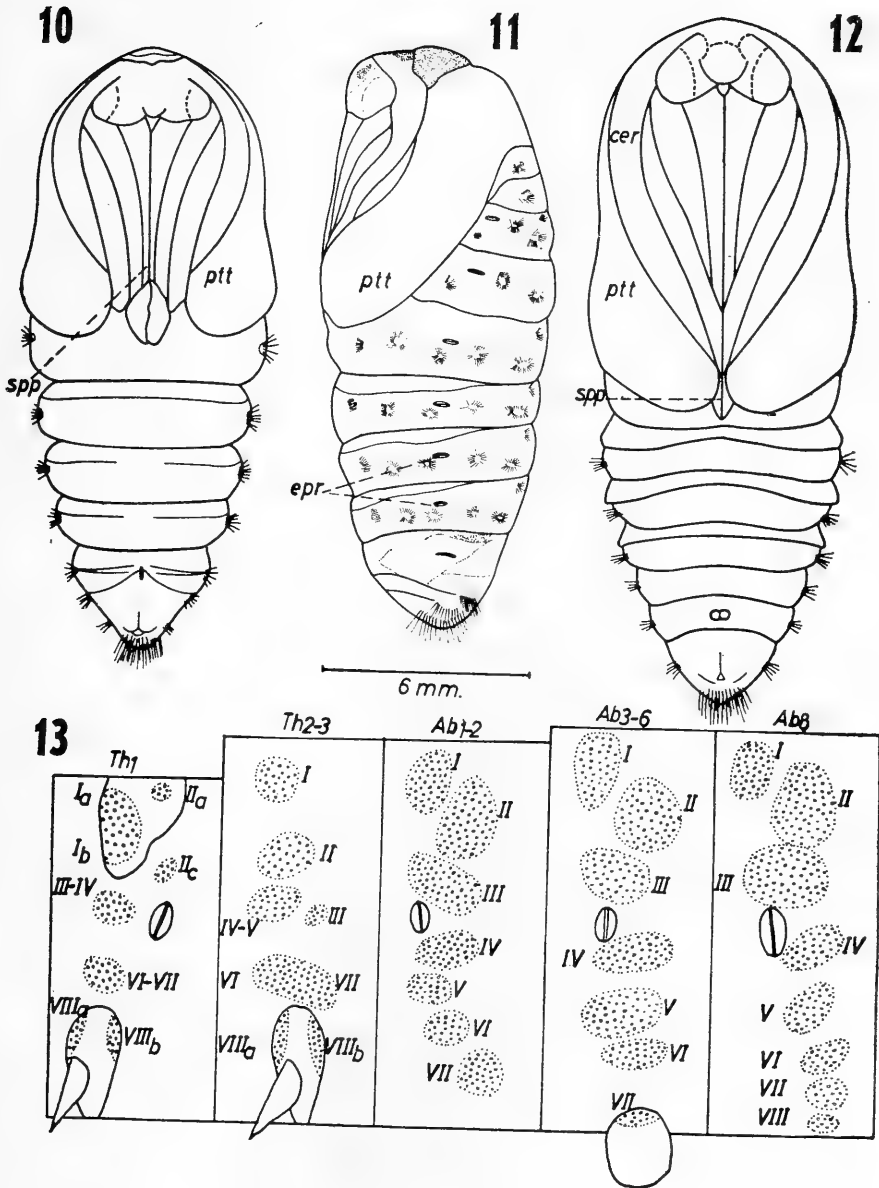 10
11
12
cer
ptt
ptt
ptt
spp
spp
epr
6 mm.
13
Th1
Th2-3
Ab1-2
Ab3-6
Ab8
Ia
IIa
Ib
IIc
III-IV
VI-VII
VIIIa
VIIIb
I
II
IV-V
III
VI
VII
VIIIa
VIIIb
I
II
III
IV
V
VI
VII
I
II
III
IV
V
VI
VII
I
II
III
IV
V
VI
VII
VIII